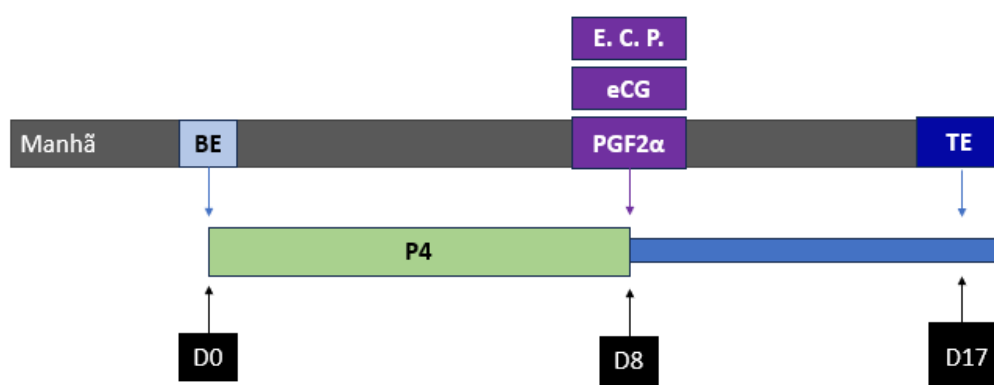 E. C. P.
eCG
Manhã
BE
PGF2α
TE
P4
D0
D8
D17